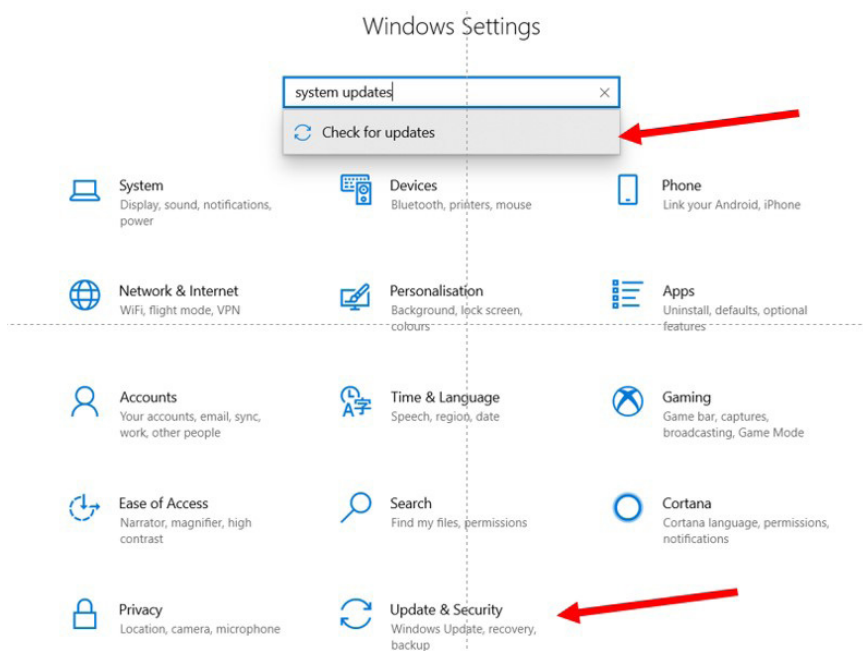 Windows Settings
system updates
Check for updates
System
Display, sound, notifications,
power
Devices
Bluetooth, printers, mouse
Phone
Link your Android, iPhone
Network & Internet
WiFi, flight mode, VPN
Personalisation
Background, lock screen,
colours
Apps
Uninstall, defaults, optional
features
Accounts
Your accounts, email, sync,
work, other people
Time & Language
Speech, region, date
Gaming
Game bar, captures,
broadcasting, Game Mode
Ease of Access
Narrator, magnifier, high
contrast
Search
Find my files, permissions
Cortana
Cortana language, permissions,
notifications
Privacy
Location, camera, microphone
Update & Security
Windows Update, recovery,
backup